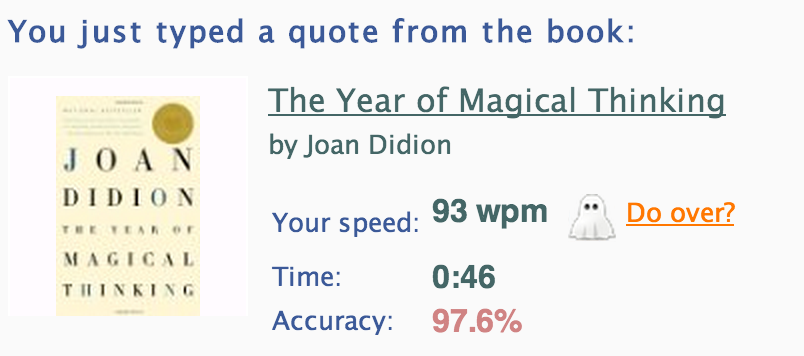 You just typed a quote from the book:
JOAN
DIDION
THE YEAR OF
MAGICAL
THINKING
The Year of Magical Thinking
by Joan Didion
Your speed: 93 wpm Do over?
Time: 0:46
Accuracy: 97.6%